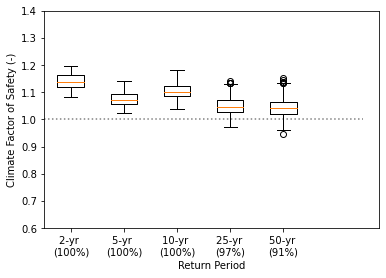 Climate Factor of Safety (-)
1.4
1.3
1.2
1.1
1.0
0.9
0.8
0.7
0.6
2-yr 5-yr 10-yr 25-yr 50-yr
(100%) (100%) (100%) (97%) (91%)
Return Period